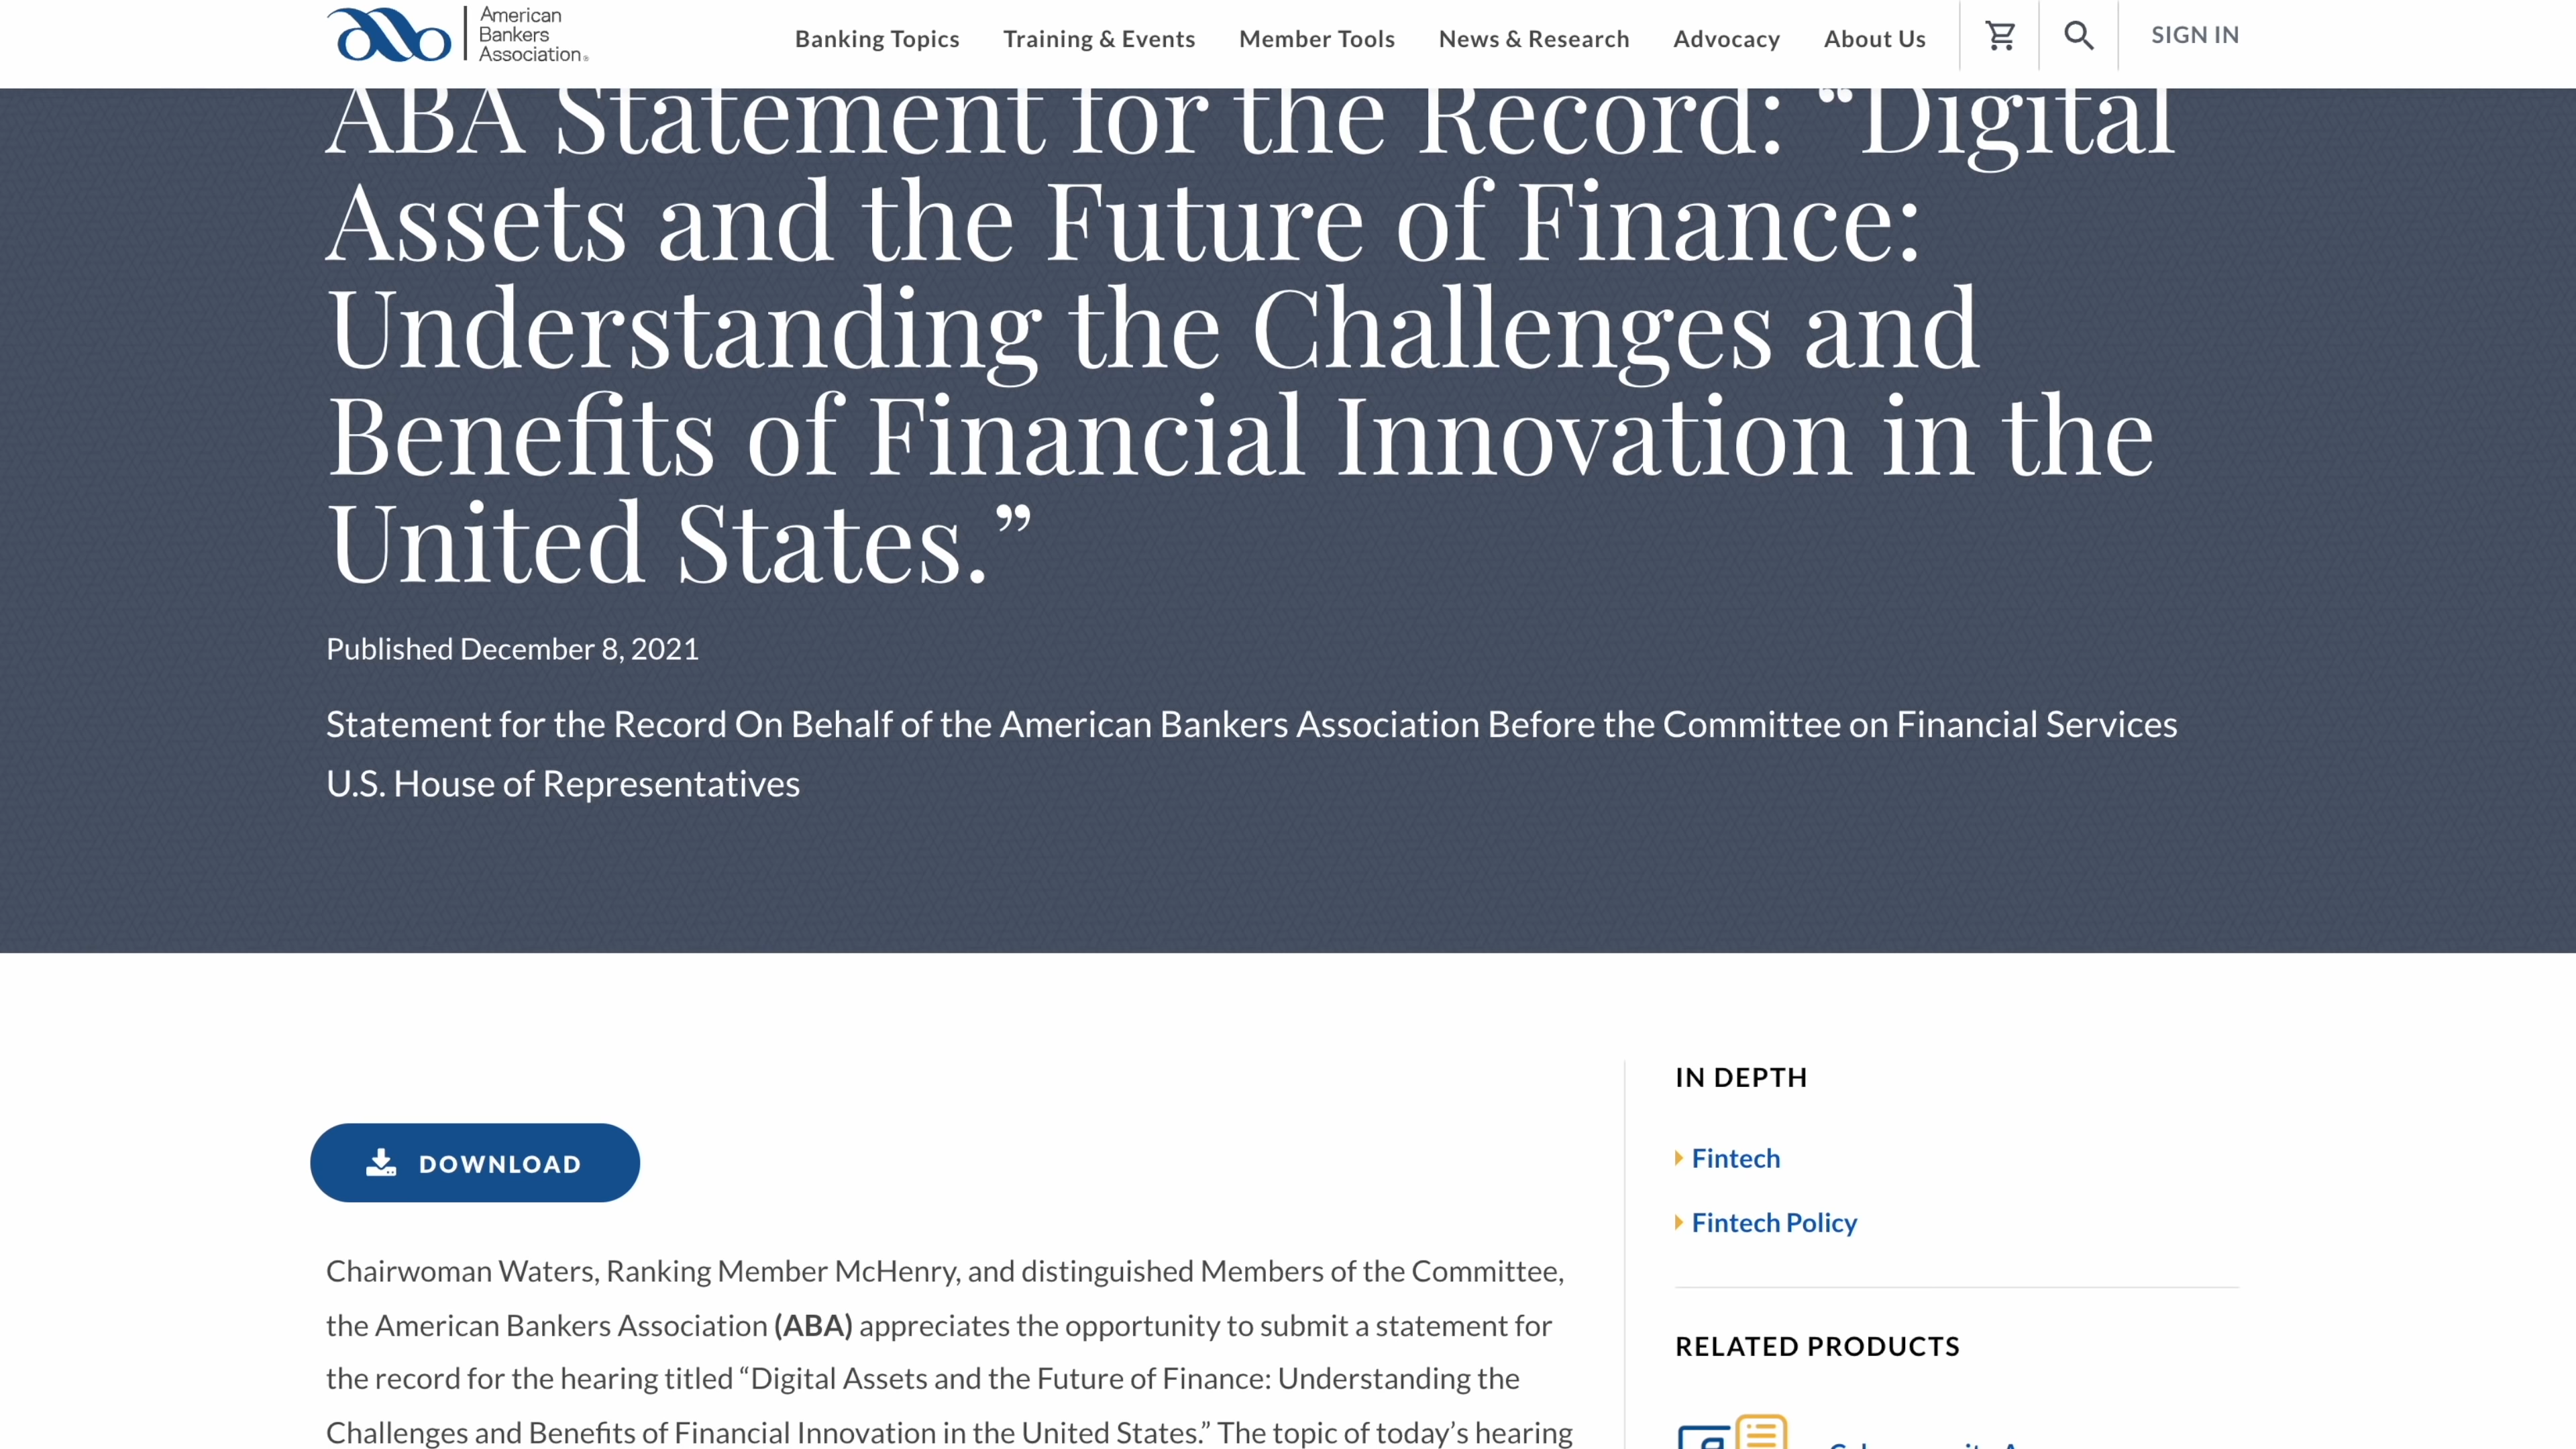 American
Bankers
Association®
Banking Topics Training & Events Member Tools News & Research Advocacy About Us SIGN IN
ABA Statement for the Record: “Digital
Assets and the Future of Finance:
Understanding the Challenges and
Benefits of Financial Innovation in the
United States.”
Published December 8, 2021
Statement for the Record On Behalf of the American Bankers Association Before the Committee on Financial Services
U.S. House of Representatives
DOWNLOAD
Chairwoman Waters, Ranking Member McHenry, and distinguished Members of the Committee,
the American Bankers Association (ABA) appreciates the opportunity to submit a statement for
the record for the hearing titled “Digital Assets and the Future of Finance: Understanding the
Challenges and Benefits of Financial Innovation in the United States.” The topic of today’s hearing
IN DEPTH
Fintech
Fintech Policy
RELATED PRODUCTS